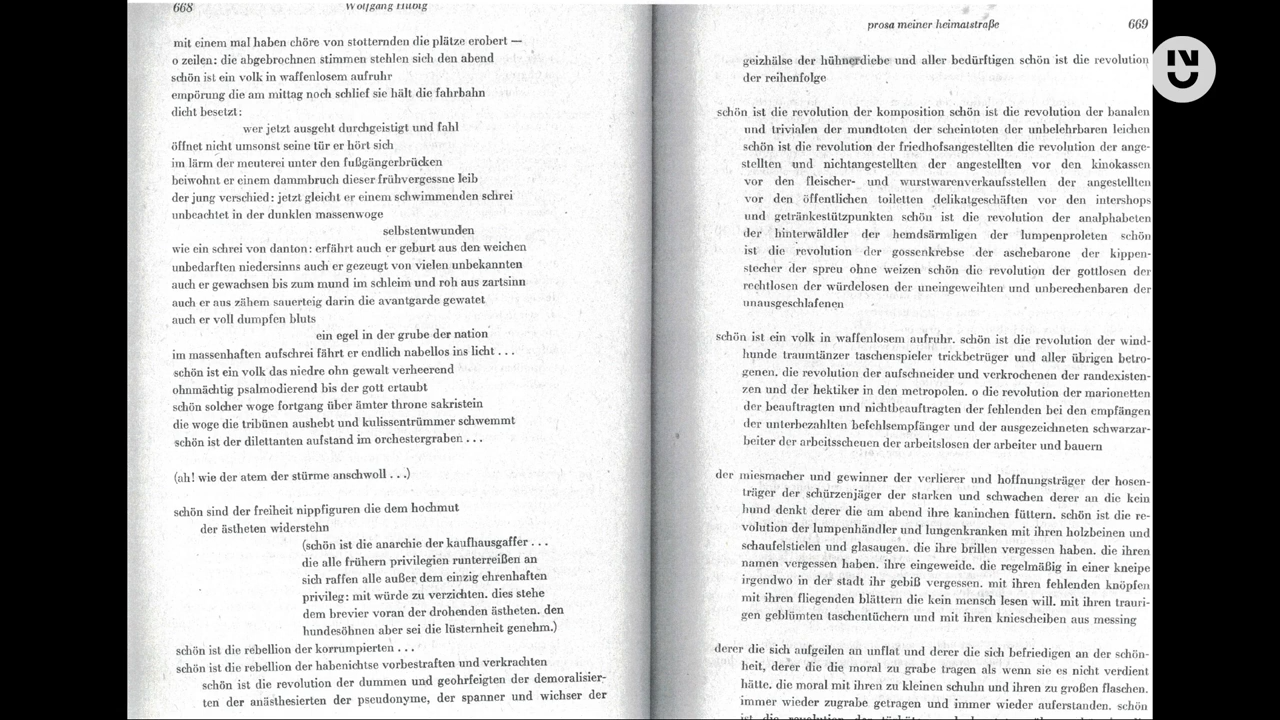 668
Wolfgang Hilbig
mit einem mal haben chöre von stotternden die plätze erobert —
o zeilen: die abgebrochnen stimmen stehlen sich den abend
schön ist ein volk in waffenlosem aufruhr
empörung die am mittag noch schlief sie hält die fahrbahn
dicht besetzt:
wer jetzt ausgeht durchgeistigt und fahl
öffnet nicht umsonst seine tür er hört sich
im lärm der meuterei unter den fußgängerbrücken
beiwohnt er einem dammbruch dieser frühvergessne leib
der jung verschied: jetzt gleicht er einem schwimmenden schrei
unbeachtet in der dunklen massenwoge
selbstentwunden
wie ein schrei von danton: erfährt auch er geburt aus den weichen
unbedarften niedersinns auch er gezeugt von vielen unbekannten
auch er gewachsen bis zum mund im schleim und roh aus zartsinn
auch er aus zähem sauerteig darin die avantgarde gewatet
auch er voll dumpfen bluts
ein egel in der grube der nation
im massenhaften aufschrei fährt er endlich nabellos ins licht . . .
schön ist ein volk das niedre ohn gewalt verheerend
ohnmächtig psalmodierend bis der gott ertaubt
schön solcher woge fortgang über ämter throne sakristein
die woge die tribünen aushebt und kulissentrümmer schwemmt
schön ist der dilettanten aufstand im orchestergraben . . .
(ah! wie der atem der stürme anschwoll . . .)
schön sind der freiheit nippfiguren die dem hochmut
der ästheten widerstehn
(schön ist die anarchie der kaufhausgaffer . . .
die alle frühern privilegien runterreißen an
sich raffen alle außer dem einzig ehrenhaften
privileg: mit würde zu verzichten. dies stehe
dem brevier voran der drohenden ästheten. den
hundesöhnen aber sei die lüsternheit genehm.)
schön ist die rebellion der korrumpierten . . .
schön ist die rebellion der habenichtse vorbestraften und verkrachten
schön ist die revolution der dummen und geohrfeigten der demoralisier-
ten der anästhesierten der pseudonyme, der spanner und wichser der
prosa meiner heimatstraße
669
geizhälse der hühnerdiebe und aller bedürftigen schön ist die revolution
der reihenfolge
schön ist die revolution der komposition schön ist die revolution der banalen
und trivialen der mundtoten der scheintoten der unbelehrbaren leichen
schön ist die revolution der friedhofsangestellten die revolution der ange-
stellten und nichtangestellten der angestellten vor den kinokassen
vor den fleischer- und wurstwarenverkaufsstellen der angestellten
vor den öffentlichen toiletten delikatgeschäften vor den intershops
und getränkestützpunkten schön ist die revolution der analphabeten
der hinterwäldler der hemdsärmligen der lumpenproleten schön
ist die revolution der gossenkrebse der aschebarone der kippen-
stecher der spreu ohne weizen schön die revolution der gottlosen der
rechtlosen der würdelosen der uneingeweihten und unberechenbaren der
unausgeschlafenen
schön ist ein volk in waffenlosem aufruhr. schön ist die revolution der wind-
hunde traumtänzer taschenspieler trickbetrüger und aller übrigen betro-
genen. die revolution der aufschneider und verkrochenen der randexisten-
zen und der hektiker in den metropolen. o die revolution der marionetten
der beauftragten und nichtbeauftragten der fehlenden bei den empfängen
der unterbezahlten befehlsempfänger und der ausgezeichneten schwarzar-
beiter der arbeitsscheuen der arbeitslosen der arbeiter und bauern
der miesmacher und gewinner der verlierer und hoffnungsträger der hosen-
träger der schürzenjäger der starken und schwachen derer an die kein
hund denkt derer die am abend ihre kaninchen füttern. schön ist die re-
volution der lumpenhändler und lungenkranken mit ihren holzbeinen und
schaufelstielen und glasaugen. die ihre brillen vergessen haben. die ihren
namen vergessen haben. ihre eingeweide. die regelmäßig in einer kneipe
irgendwo in der stadt ihr gebiß vergessen. mit ihren fehlenden knöpfen
mit ihren fliegenden blättern die kein mensch lesen will. mit ihren trauri-
gen geblümten taschentüchern und mit ihren kniescheiben aus messing
derer die sich aufgeilen an unflat und derer die sich befriedigen an der schön-
heit, derer die die moral zu grabe tragen als wenn sie es nicht verdient
hätte. die moral mit ihren zu kleinen schuhn und ihren zu großen flaschen.
immer wieder zugrabe getragen und immer wieder auferstanden. schön
ist die revolution der